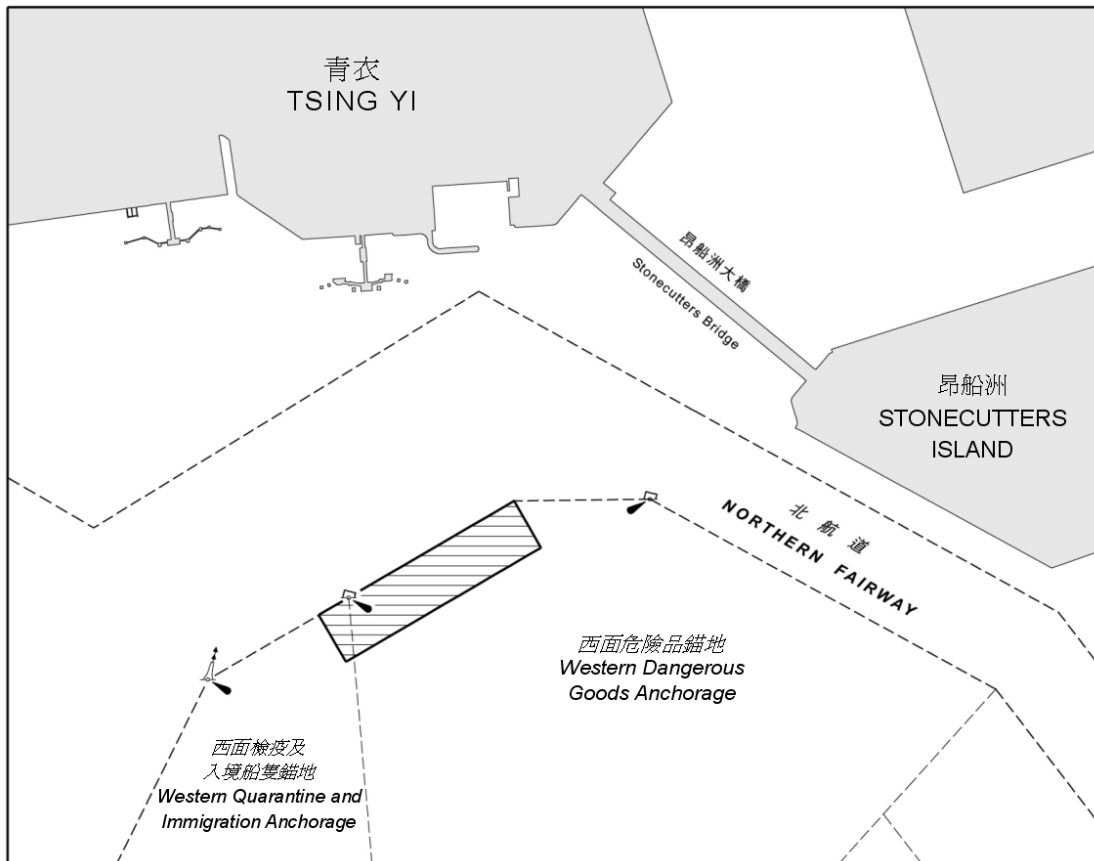 青衣
TSING YI
昂船洲大橋
Stonecutters Bridge
昂船洲
STONECUTTERS
ISLAND
北航道
NORTHERN FAIRWAY
西面危險品錨地
Western Dangerous
Goods Anchorage
西面檢疫及
入境船隻錨地
Western Quarantine and
Immigration Anchorage